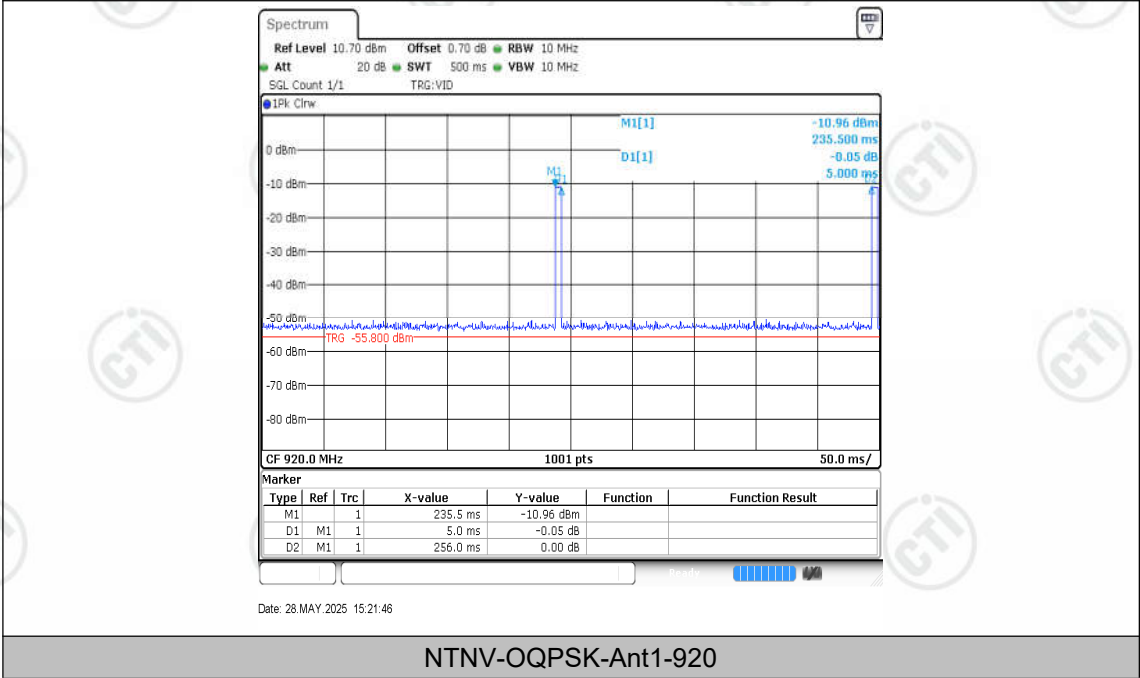 Spectrum
Ref Level 10.70 dBm Offset 0.70 dB RBW 10 MHz
Att 20 dB SWT 500 ms VBW 10 MHz
SGL Count 1/1 TRG:VID
1Pk Clrw
M1[1] -10.96 dBm
235.500 ms
0 dBm
D1[1] -0.05 dB
5.000 ms
M1
D1
D2
-10 dBm
-20 dBm
-30 dBm
-40 dBm
-50 dBm
TRG -55.800 dBm
-60 dBm
-70 dBm
-80 dBm
CF 920.0 MHz 1001 pts 50.0 ms/
Marker
Type Ref Trc X-value Y-value Function Function Result
M1 1 235.5 ms -10.96 dBm
D1 M1 1 5.0 ms -0.05 dB
D2 M1 1 256.0 ms 0.00 dB
Ready
Date: 28.MAY.2025 15:21:46
NTNV-OQPSK-Ant1-920
CTI
CTI
CTI
CTI